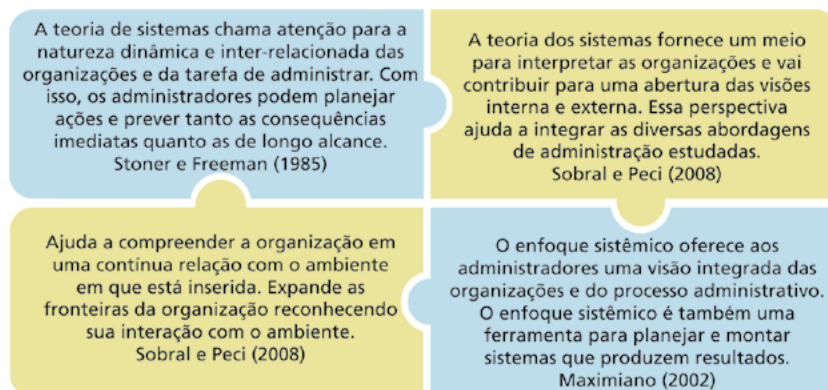 A teoria de sistemas chama atenção para a
natureza dinâmica e inter-relacionada das
organizações e da tarefa de administrar. Com
isso, os administradores podem planejar
ações e prever tanto as consequências
imediatas quanto as de longo alcance.
Stoner e Freeman (1985)
A teoria dos sistemas fornece um meio
para interpretar as organizações e vai
contribuir para uma abertura das visões
interna e externa. Essa perspectiva
ajuda a integrar as diversas abordagens
de administração estudadas.
Sobral e Peci (2008)
Ajuda a compreender a organização em
uma contínua relação com o ambiente
em que está inserida. Expande as
fronteiras da organização reconhecendo
sua interação com o ambiente.
Sobral e Peci (2008)
O enfoque sistêmico oferece aos
administradores uma visão integrada das
organizações e do processo administrativo.
O enfoque sistêmico é também uma
ferramenta para planejar e montar
sistemas que produzem resultados.
Maximiano (2002)